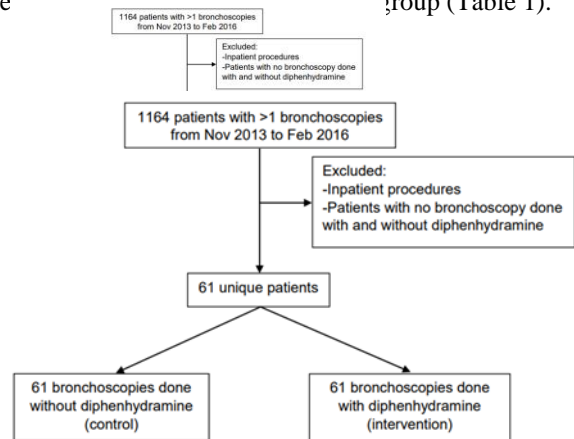 group (Table 1).
1164 patients with >1 bronchoscopies
from Nov 2013 to Feb 2016
Excluded:
-Inpatient procedures
-Patients with no bronchoscopy done
with and without diphenhydramine
1164 patients with >1 bronchoscopies
from Nov 2013 to Feb 2016
Excluded:
-Inpatient procedures
-Patients with no bronchoscopy done
with and without diphenhydramine
61 unique patients
61 bronchoscopies done
without diphenhydramine
(control)
61 bronchoscopies done
with diphenhydramine
(intervention)